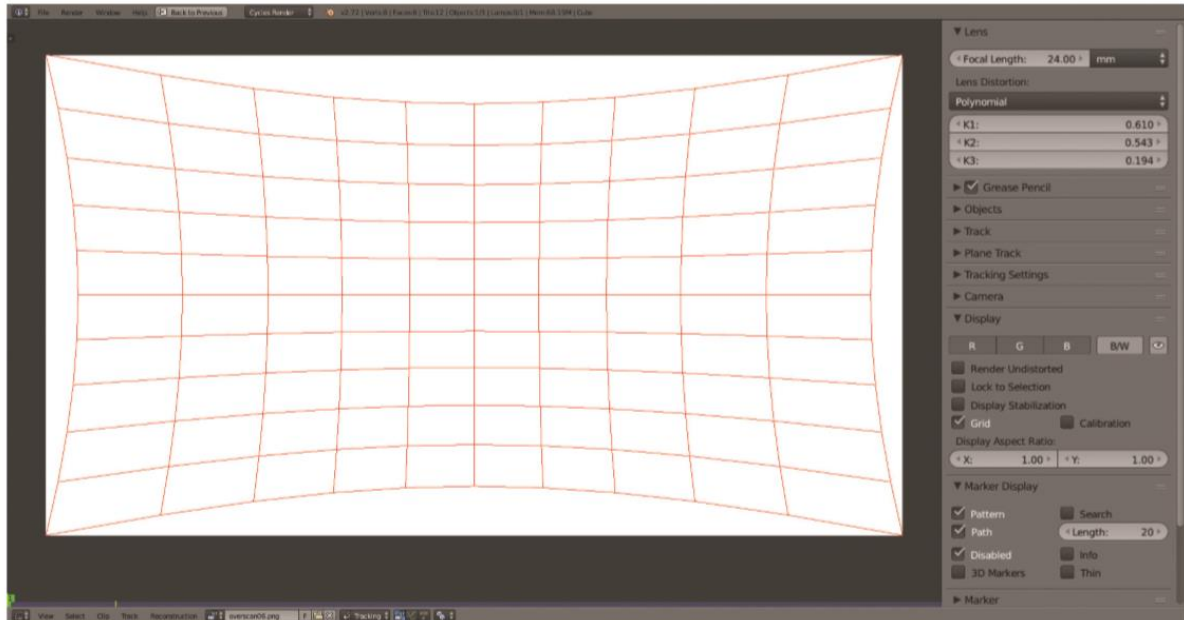 File Render Window Help Back to Previous Cycles Render
Lens
Focal Length: 24.00 mm
Lens Distortion:
Polynomial
K1: 0.610
K2: 0.543
K3: 0.194
Grease Pencil
Objects
Track
Plane Track
Tracking Settings
Camera
Display
R G B B/W
Render Undistorted
Lock to Selection
Display Stabilization
Grid Calibration
Display Aspect Ratio:
X: 1.00 Y: 1.00
Marker Display
Pattern Search
Path Length: 20
Disabled Info
3D Markers Thin
Marker
View Select Clip Track Reconstruction overscan06.png F Tracking